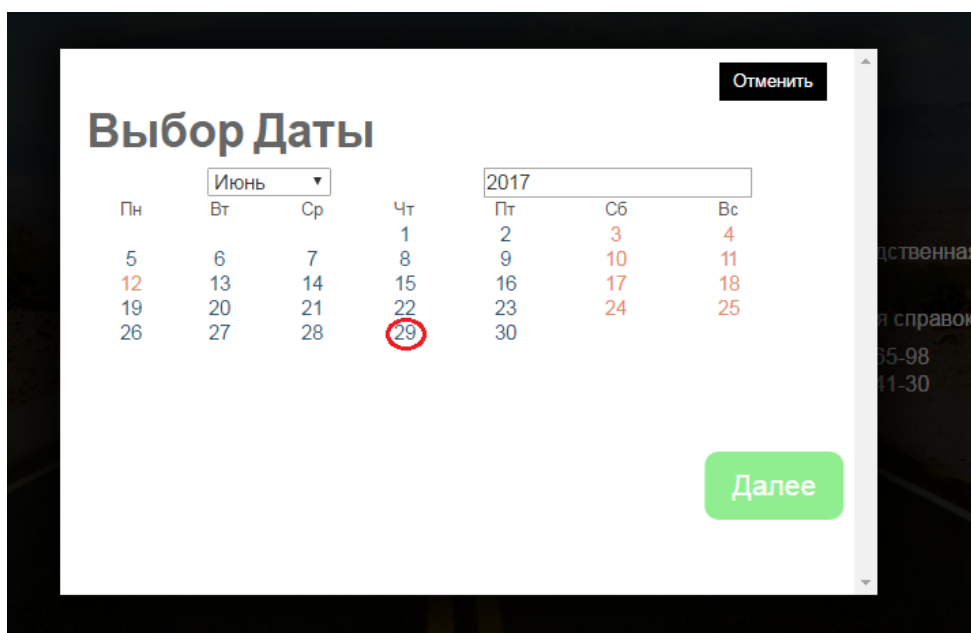 Отменить
Выбор Даты
Июнь 2017
Пн Вт Ср Чт Пт Сб Вс
1 2 3 4
5 6 7 8 9 10 11
12 13 14 15 16 17 18
19 20 21 22 23 24 25
26 27 28 29 30
дственная
я справок
65-98
41-30
Далее